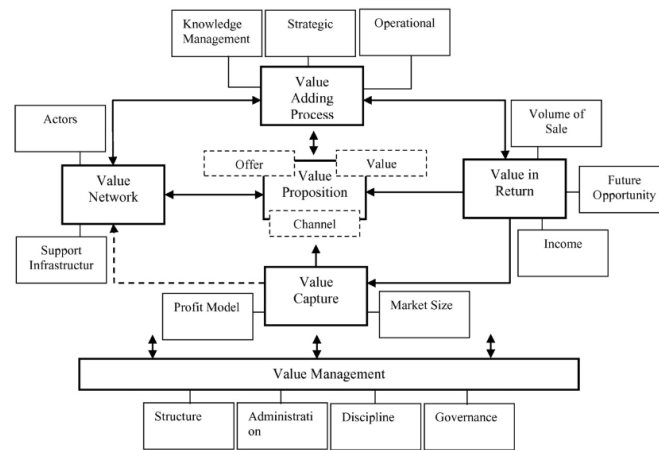 Knowledge
Management
Strategic
Operational
Value
Adding
Process
Actors
Volume of
Sale
Offer
Value
Value
Proposition
Channel
Value
Network
Value in
Return
Future
Opportunity
Support
Infrastructur
Income
Value
Capture
Profit Model
Market Size
Value Management
Structure
Administrati
on
Discipline
Governance